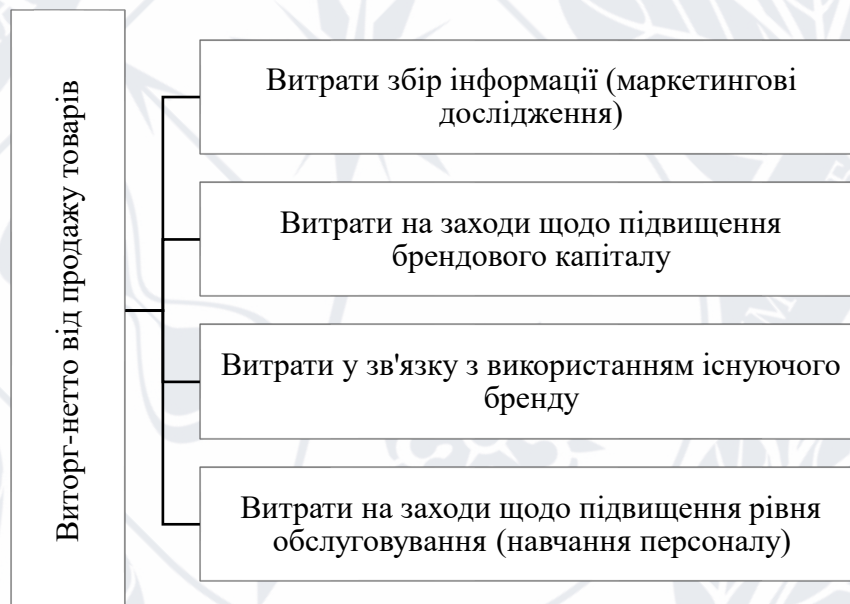 Виторг-нетто від продажу товарів
Витрати збір інформації (маркетингові
дослідження)
Витрати на заходи щодо підвищення
брендового капіталу
Витрати у зв'язку з використанням існуючого
бренду
Витрати на заходи щодо підвищення рівня
обслуговування (навчання персоналу)